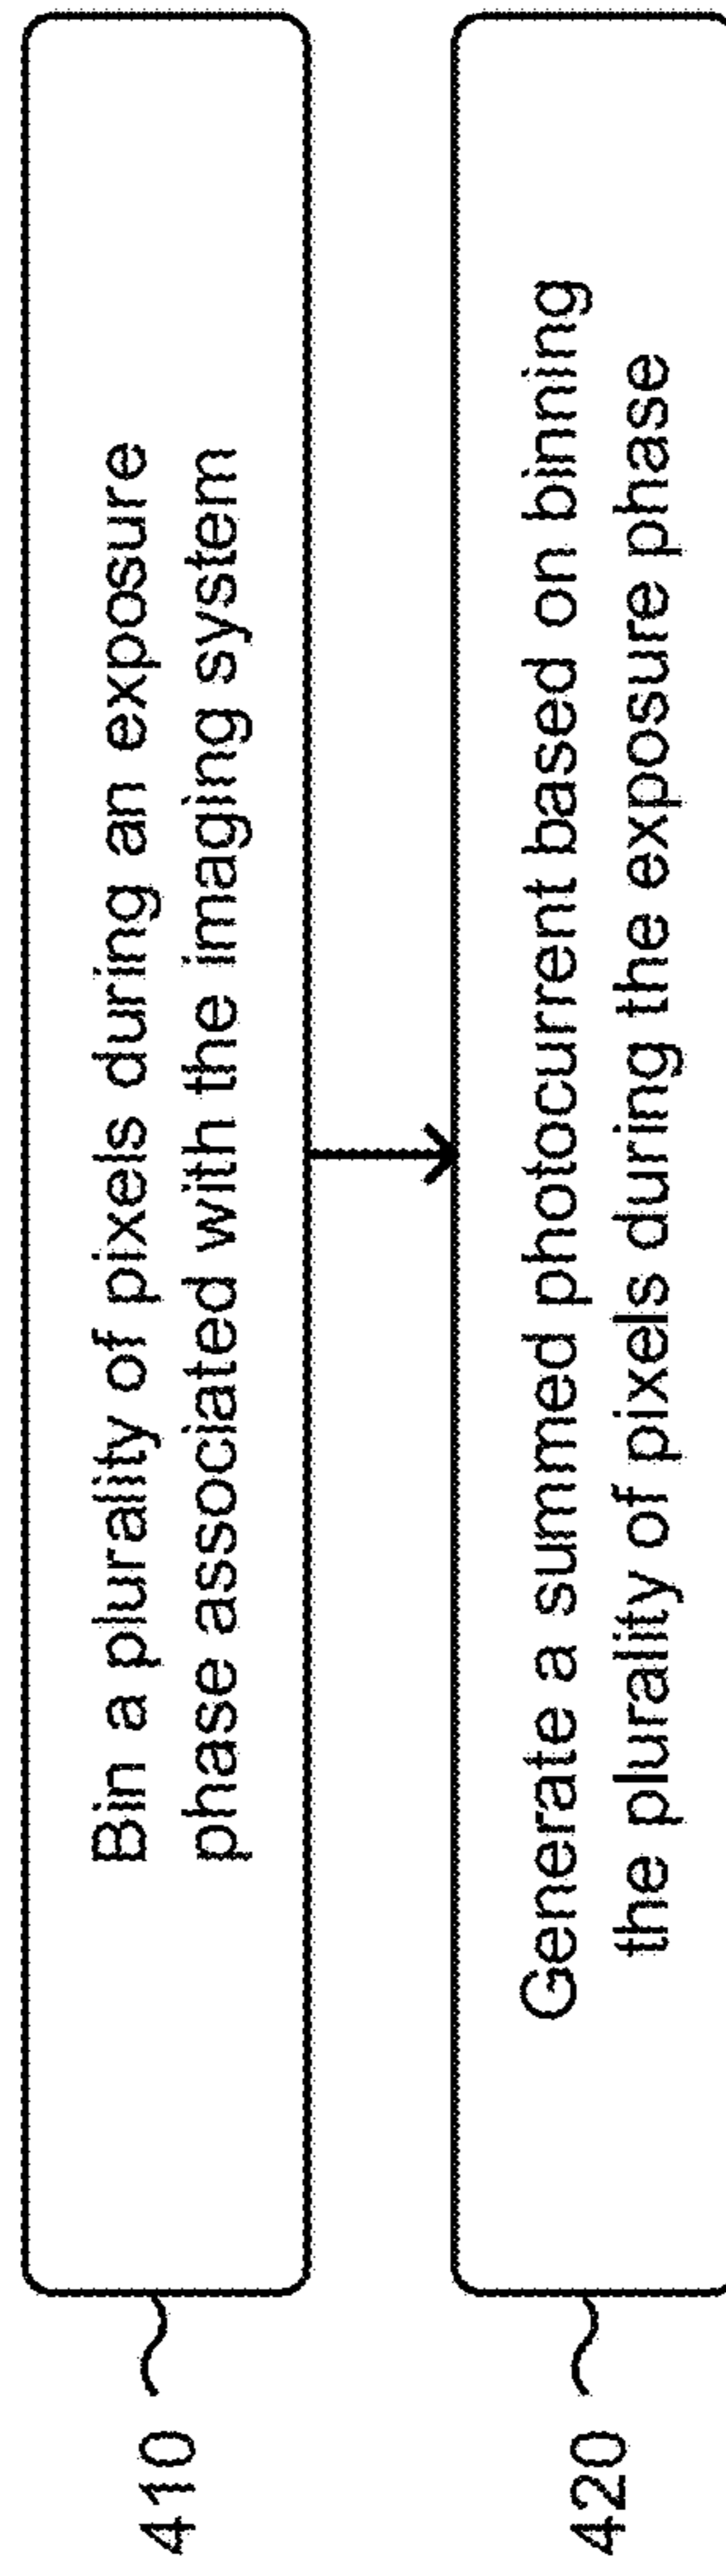 410
Bin a plurality of pixels during an exposure
phase associated with the imaging system
420
Generate a summed photocurrent based on binning
the plurality of pixels during the exposure phase